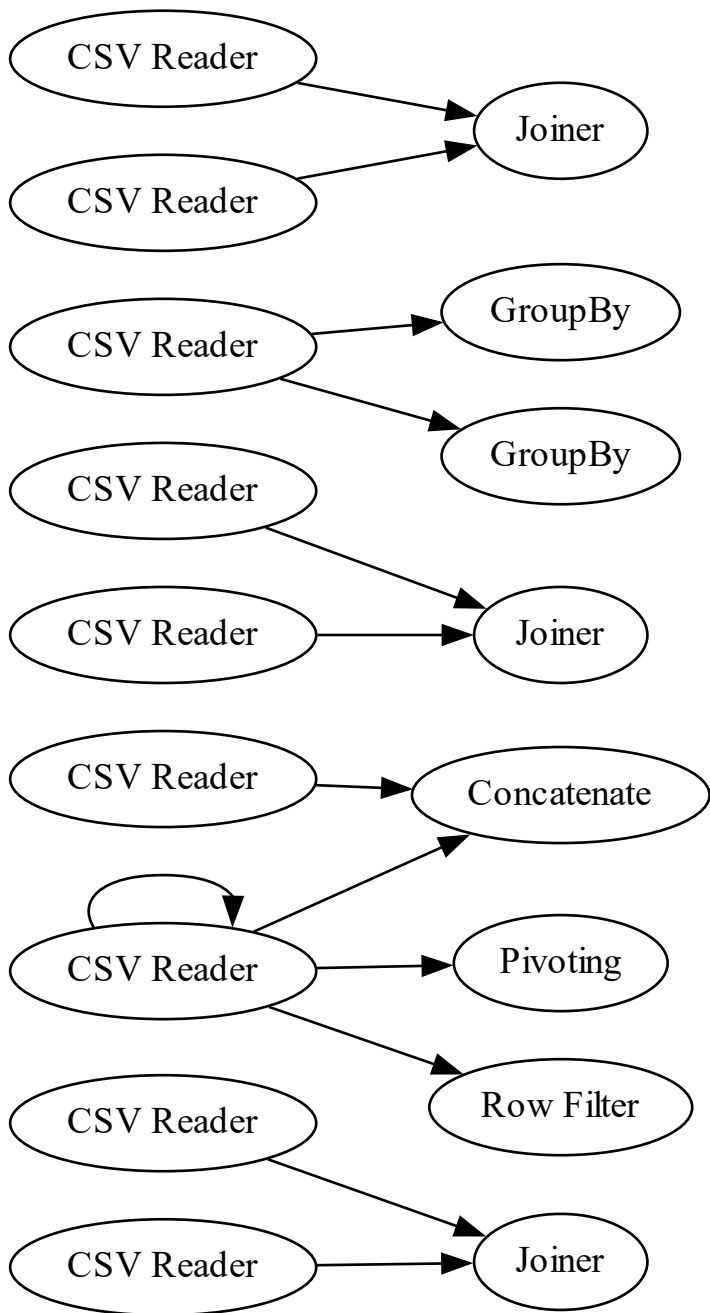 CSV Reader
Joiner
CSV Reader
CSV Reader
GroupBy
GroupBy
CSV Reader
CSV Reader
Joiner
CSV Reader
Concatenate
CSV Reader
Pivoting
Row Filter
CSV Reader
CSV Reader
Joiner